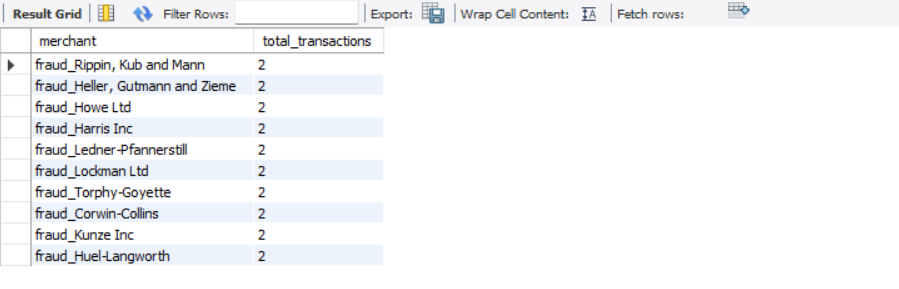 Result Grid Filter Rows: Export: Wrap Cell Content: IA Fetch rows:
merchant total_transactions
fraud_Rippin, Kub and Mann 2
fraud_Heller, Gutmann and Zieme 2
fraud_Howe Ltd 2
fraud_Harris Inc 2
fraud_Ledner-Pfannerstill 2
fraud_Lockman Ltd 2
fraud_Torphy-Goyette 2
fraud_Corwin-Collins 2
fraud_Kunze Inc 2
fraud_Huel-Langworth 2